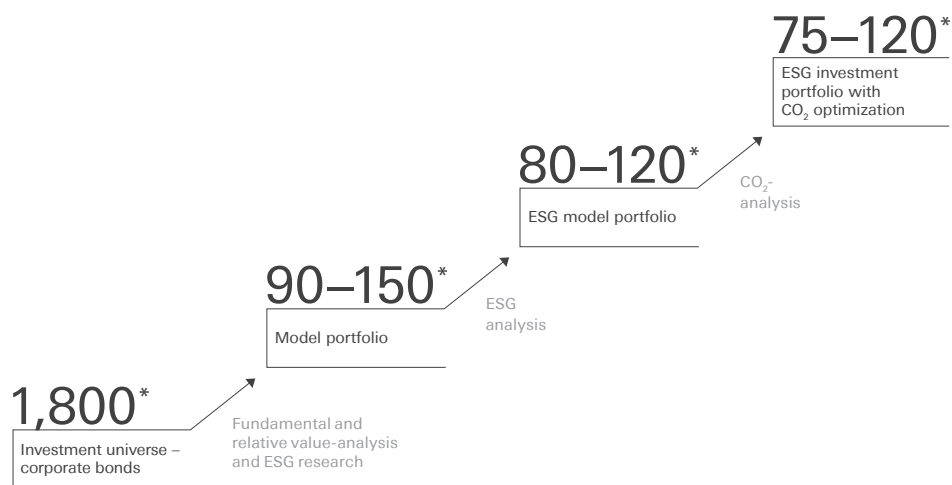 75–120*
ESG investment
portfolio with
CO₂ optimization
80–120*
ESG model portfolio
CO₂-
analysis
90–150*
Model portfolio
ESG
analysis
1,800*
Investment universe –
corporate bonds
Fundamental and
relative value-analysis
and ESG research